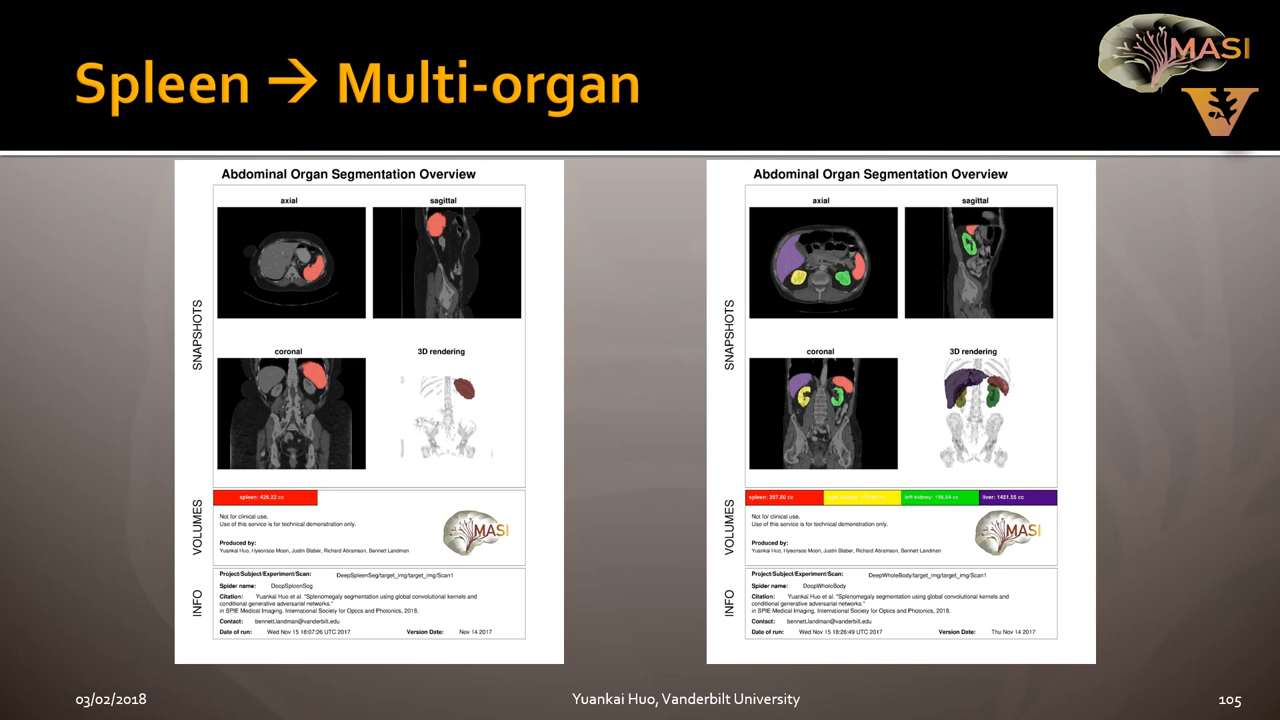 Spleen → Multi-organ
MASI
V
Abdominal Organ Segmentation Overview
axial
sagittal
coronal
3D rendering
SNAPSHOTS
spleen: 426.22 cc
VOLUMES
Not for clinical use.
Use of this service is for technical demonstration only.
Produced by:
Yuankai Huo, Hyeonsoo Moon, Justin Blaber, Richard Abramson, Bennett Landman
MASI
INFO
Project/Subject/Experiment/Scan: DeepSpleenSeg/target_img/target_img/Scan1
Spider name: DeepSpleenSeg
Citation: Yuankai Huo et al. "Splenomegaly segmentation using global convolutional kernels and
conditional generative adversarial networks."
in SPIE Medical Imaging. International Society for Optics and Photonics, 2018.
Contact: bennett.landman@vanderbilt.edu
Date of run: Wed Nov 15 18:07:26 UTC 2017 Version Date: Nov 14 2017
Abdominal Organ Segmentation Overview
axial
sagittal
coronal
3D rendering
SNAPSHOTS
spleen: 207.80 cc
left kidney: 156.04 cc
liver: 1451.55 cc
VOLUMES
Not for clinical use.
Use of this service is for technical demonstration only.
Produced by:
Yuankai Huo, Hyeonsoo Moon, Justin Blaber, Richard Abramson, Bennett Landman
MASI
INFO
Project/Subject/Experiment/Scan: DeepWholeBody/target_img/target_img/Scan1
Spider name: DeepWholeBody
Citation: Yuankai Huo et al. "Splenomegaly segmentation using global convolutional kernels and
conditional generative adversarial networks."
in SPIE Medical Imaging. International Society for Optics and Photonics, 2018.
Contact: bennett.landman@vanderbilt.edu
Date of run: Wed Nov 15 18:26:49 UTC 2017 Version Date: Thu Nov 14 2017
03/02/2018
Yuankai Huo, Vanderbilt University
105